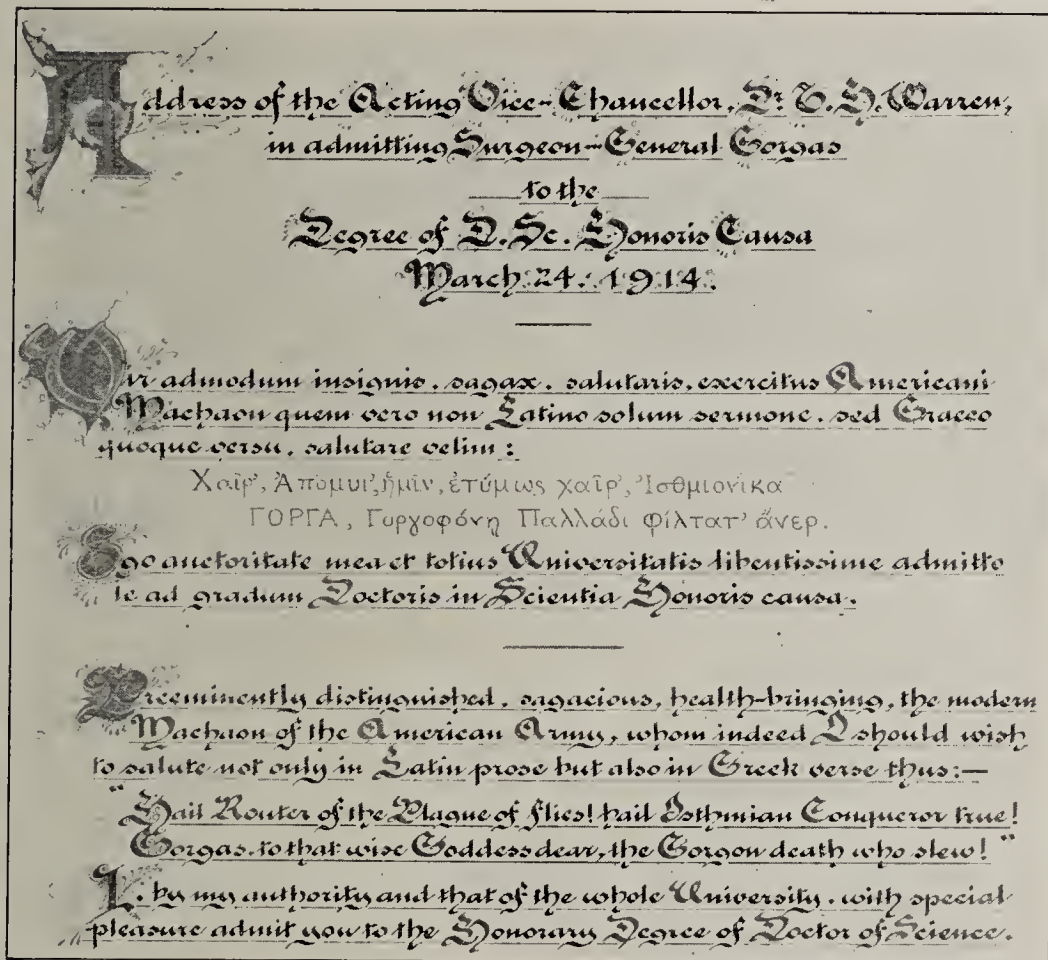 Address of the Acting Vice-Chancellor, Dr T. H. Warren,
in admitting Surgeon-General Gorgas
to the
Degree of D. Sc. Honoris Causa
March 24. 1914.
Vir admodum insignis, sagax, salutaris, exercitus Americani
Machaon quem vero non Latino solum sermone, sed Graeco
quoque versu, salutare velim:
Χαῖρ', Ἀπόμυι', ἡμῖν, ἐτύμως χαῖρ', Ἰσθμιονίκα
ΓΟΡΓΑ, Γοργοφόνῃ Παλλάδι φίλτατ' ἄνερ.
Ego auctoritate mea et totius Universitatis libentissime admitto
te ad gradum Doctoris in Scientia Honoris causa.
Preeminently distinguished, sagacious, health-bringing, the modern
Machaon of the American Army, whom indeed I should wish
to salute not only in Latin prose but also in Greek verse thus:—
"Hail Router of the Plague of flies! hail Isthmian Conqueror true!
Gorgas, to that wise Goddess dear, the Gorgon death who slew!"
I, by my authority and that of the whole University, with special
pleasure admit you to the Honorary Degree of Doctor of Science.